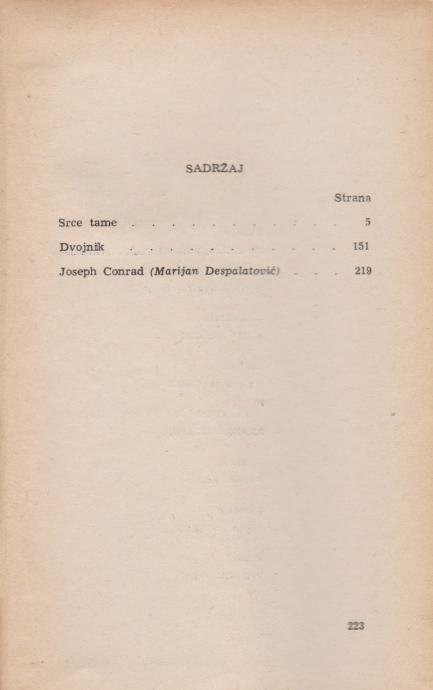 SADRŽAJ
Strana
Srce tame . . . . . . . . . . . 5
Dvojnik . . . . . . . . . . . 151
Joseph Conrad (Marijan Despalatović) . . . 219
223